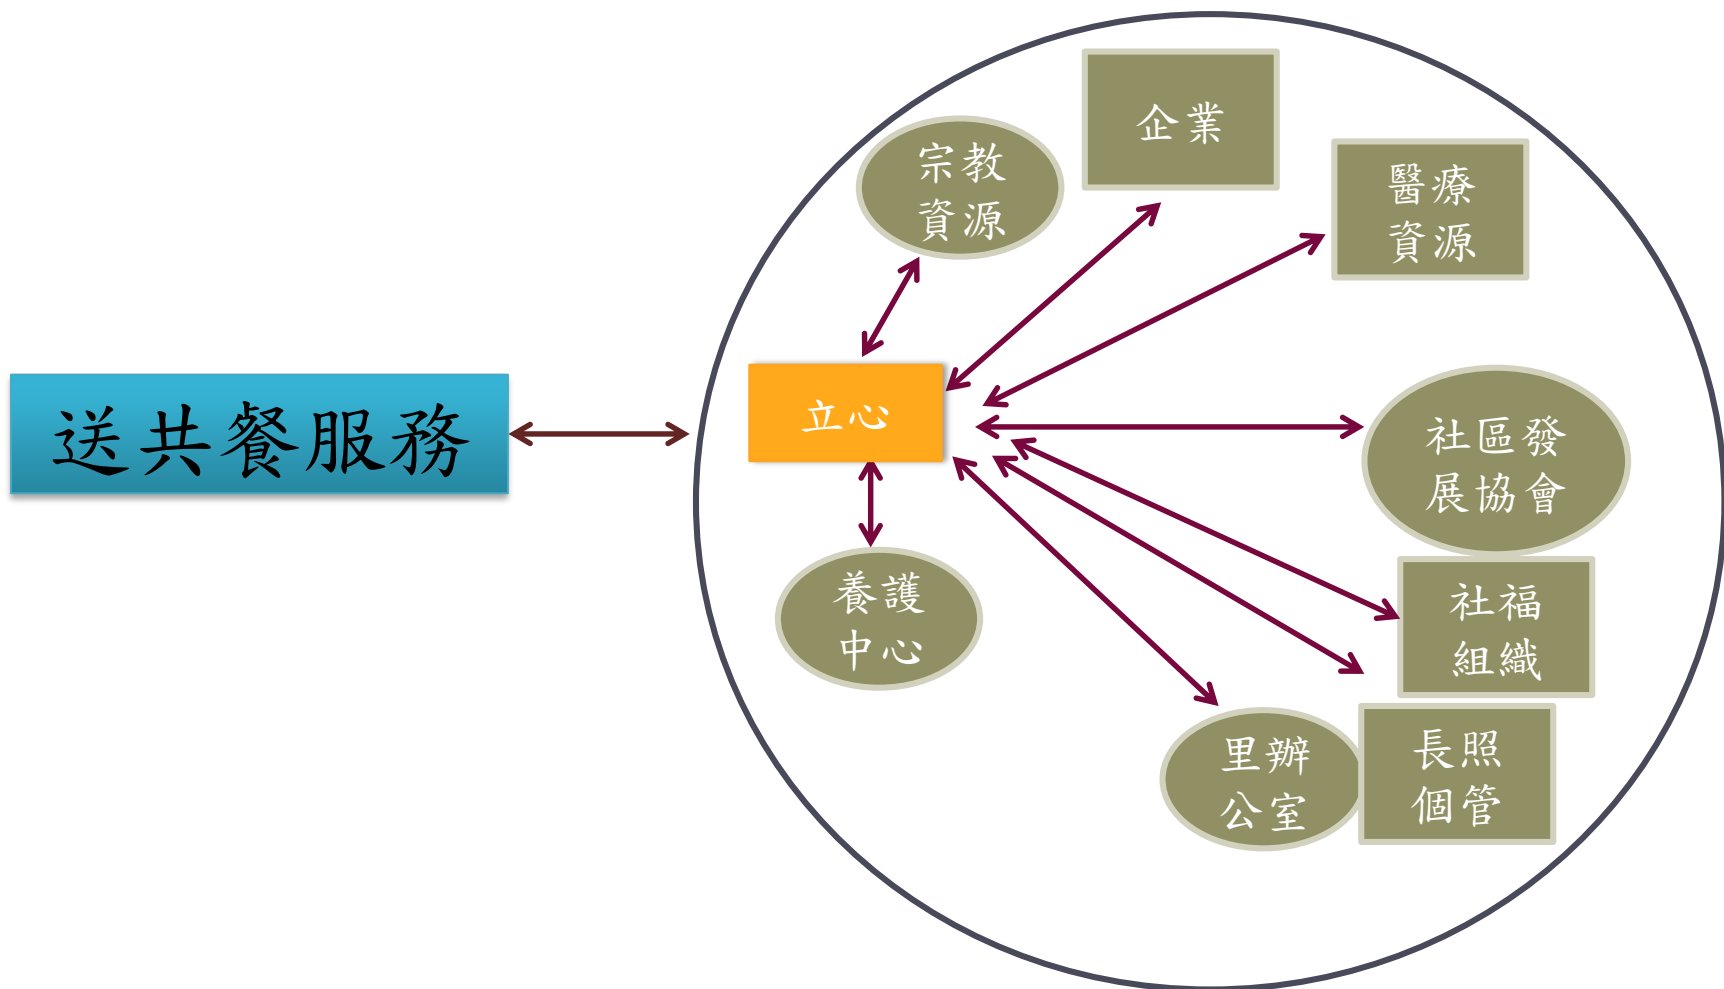 企業
宗教
資源
醫療
資源
送共餐服務
立心
社區發
展協會
養護
中心
社福
組織
里辦
公室
長照
個管